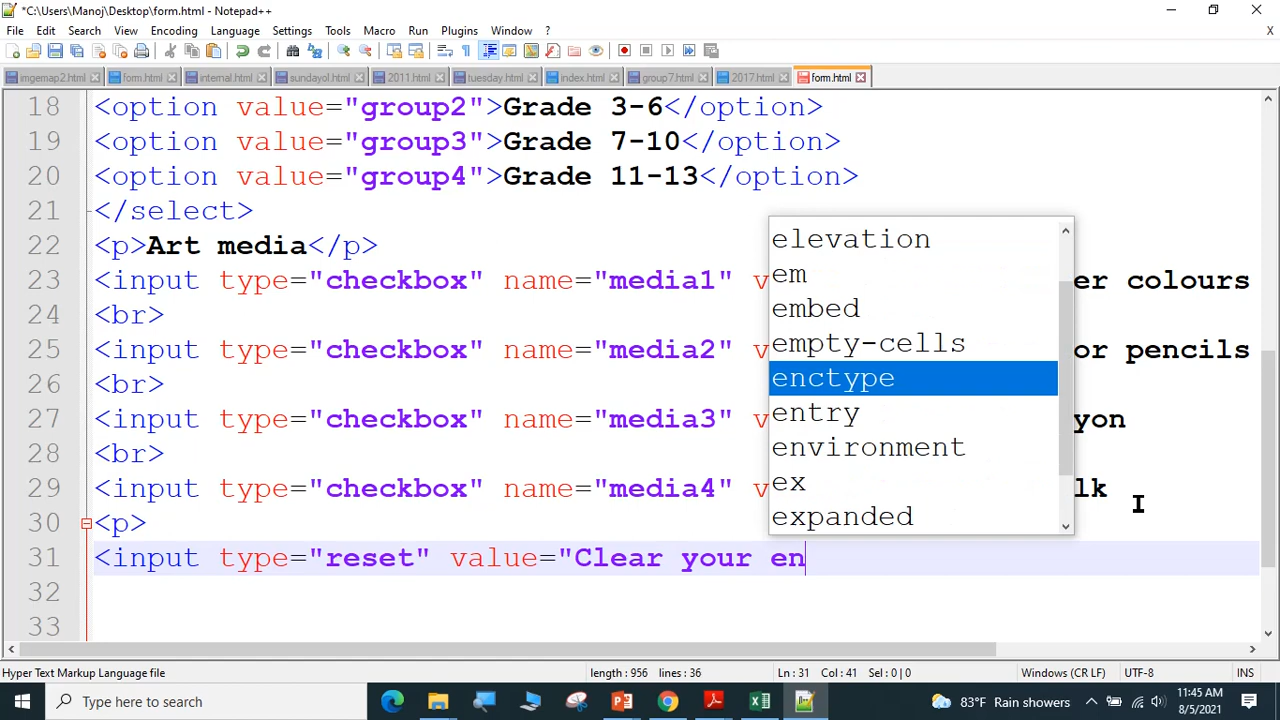 *C:\Users\Manoj\Desktop\form.html - Notepad++
File Edit Search View Encoding Language Settings Tools Macro Run Plugins Window ?
X
imgemap2.html form.html internal.html sundayol.html 2011.html tuesday.html index.html group7.html 2017.html form.html
18 <option value="group2">Grade 3-6</option>
19 <option value="group3">Grade 7-10</option>
20 <option value="group4">Grade 11-13</option>
21 </select>
22 <p>Art media</p>
23 <input type="checkbox" name="media1" v er colours
24 <br>
25 <input type="checkbox" name="media2" v or pencils
26 <br>
27 <input type="checkbox" name="media3" v yon
28 <br>
29 <input type="checkbox" name="media4" v lk
30 <p>
31 <input type="reset" value="Clear your en
32
33
elevation
em
embed
empty-cells
enctype
entry
environment
ex
expanded
Hyper Text Markup Language file length : 956 lines : 36 Ln : 31 Col : 41 Sel : 0 | 0 Windows (CR LF) UTF-8 INS
Type here to search
83°F Rain showers
11:45 AM
8/5/2021